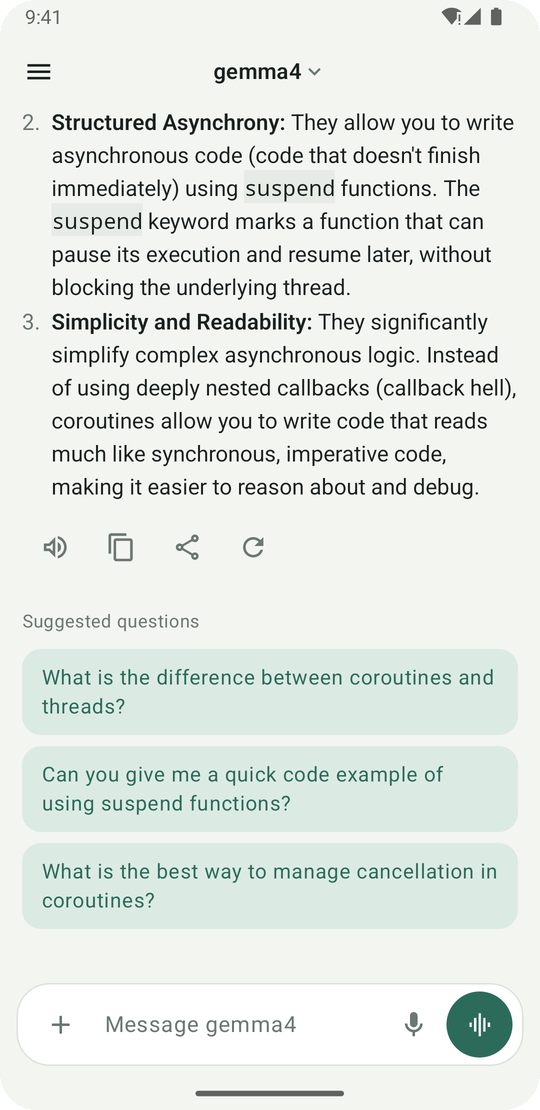 9:41
gemma4
2. Structured Asynchrony: They allow you to write
asynchronous code (code that doesn't finish
immediately) using suspend functions. The
suspend keyword marks a function that can
pause its execution and resume later, without
blocking the underlying thread.
3. Simplicity and Readability: They significantly
simplify complex asynchronous logic. Instead
of using deeply nested callbacks (callback hell),
coroutines allow you to write code that reads
much like synchronous, imperative code,
making it easier to reason about and debug.
Suggested questions
What is the difference between coroutines and
threads?
Can you give me a quick code example of
using suspend functions?
What is the best way to manage cancellation in
coroutines?
Message gemma4